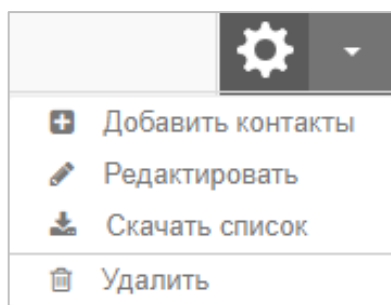 Добавить контакты
Редактировать
Скачать список
Удалить